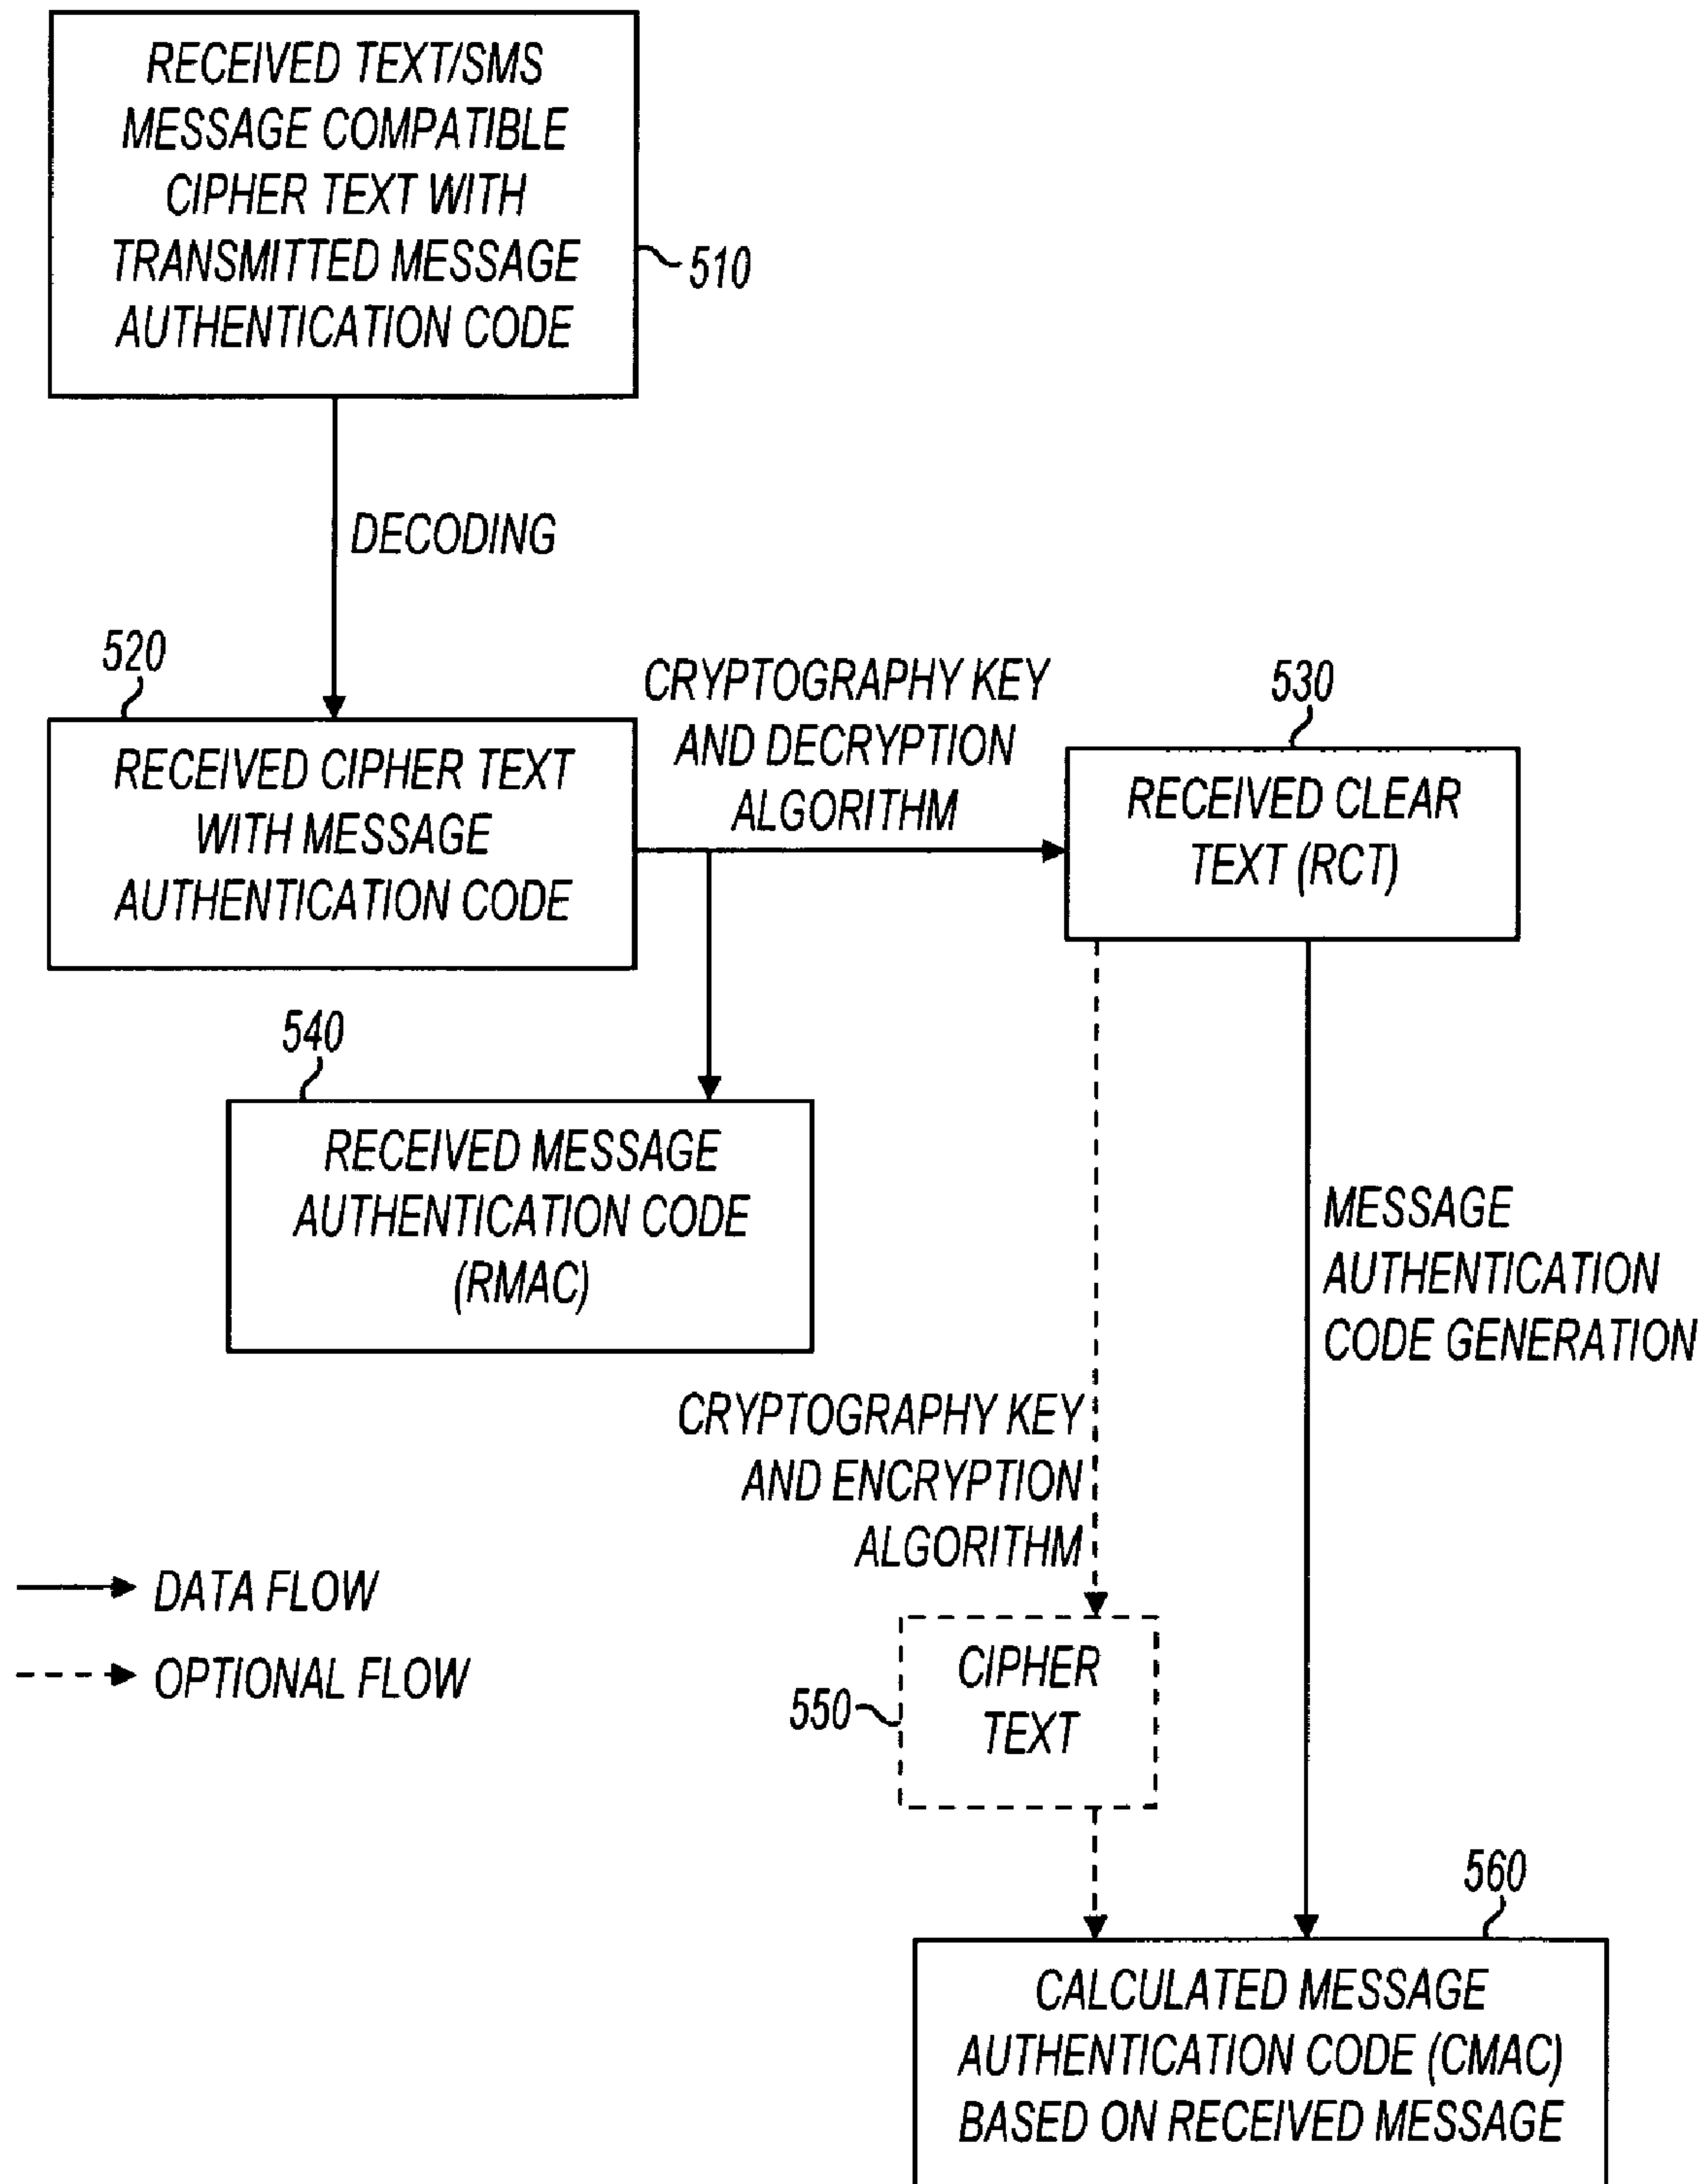 RECEIVED TEXT/SMS
MESSAGE COMPATIBLE
CIPHER TEXT WITH
TRANSMITTED MESSAGE
AUTHENTICATION CODE
510
DECODING
520
RECEIVED CIPHER TEXT
WITH MESSAGE
AUTHENTICATION CODE
CRYPTOGRAPHY KEY
AND DECRYPTION
ALGORITHM
530
RECEIVED CLEAR
TEXT (RCT)
540
RECEIVED MESSAGE
AUTHENTICATION CODE
(RMAC)
MESSAGE
AUTHENTICATION
CODE GENERATION
CRYPTOGRAPHY KEY
AND ENCRYPTION
ALGORITHM
DATA FLOW
OPTIONAL FLOW
550
CIPHER
TEXT
560
CALCULATED MESSAGE
AUTHENTICATION CODE (CMAC)
BASED ON RECEIVED MESSAGE